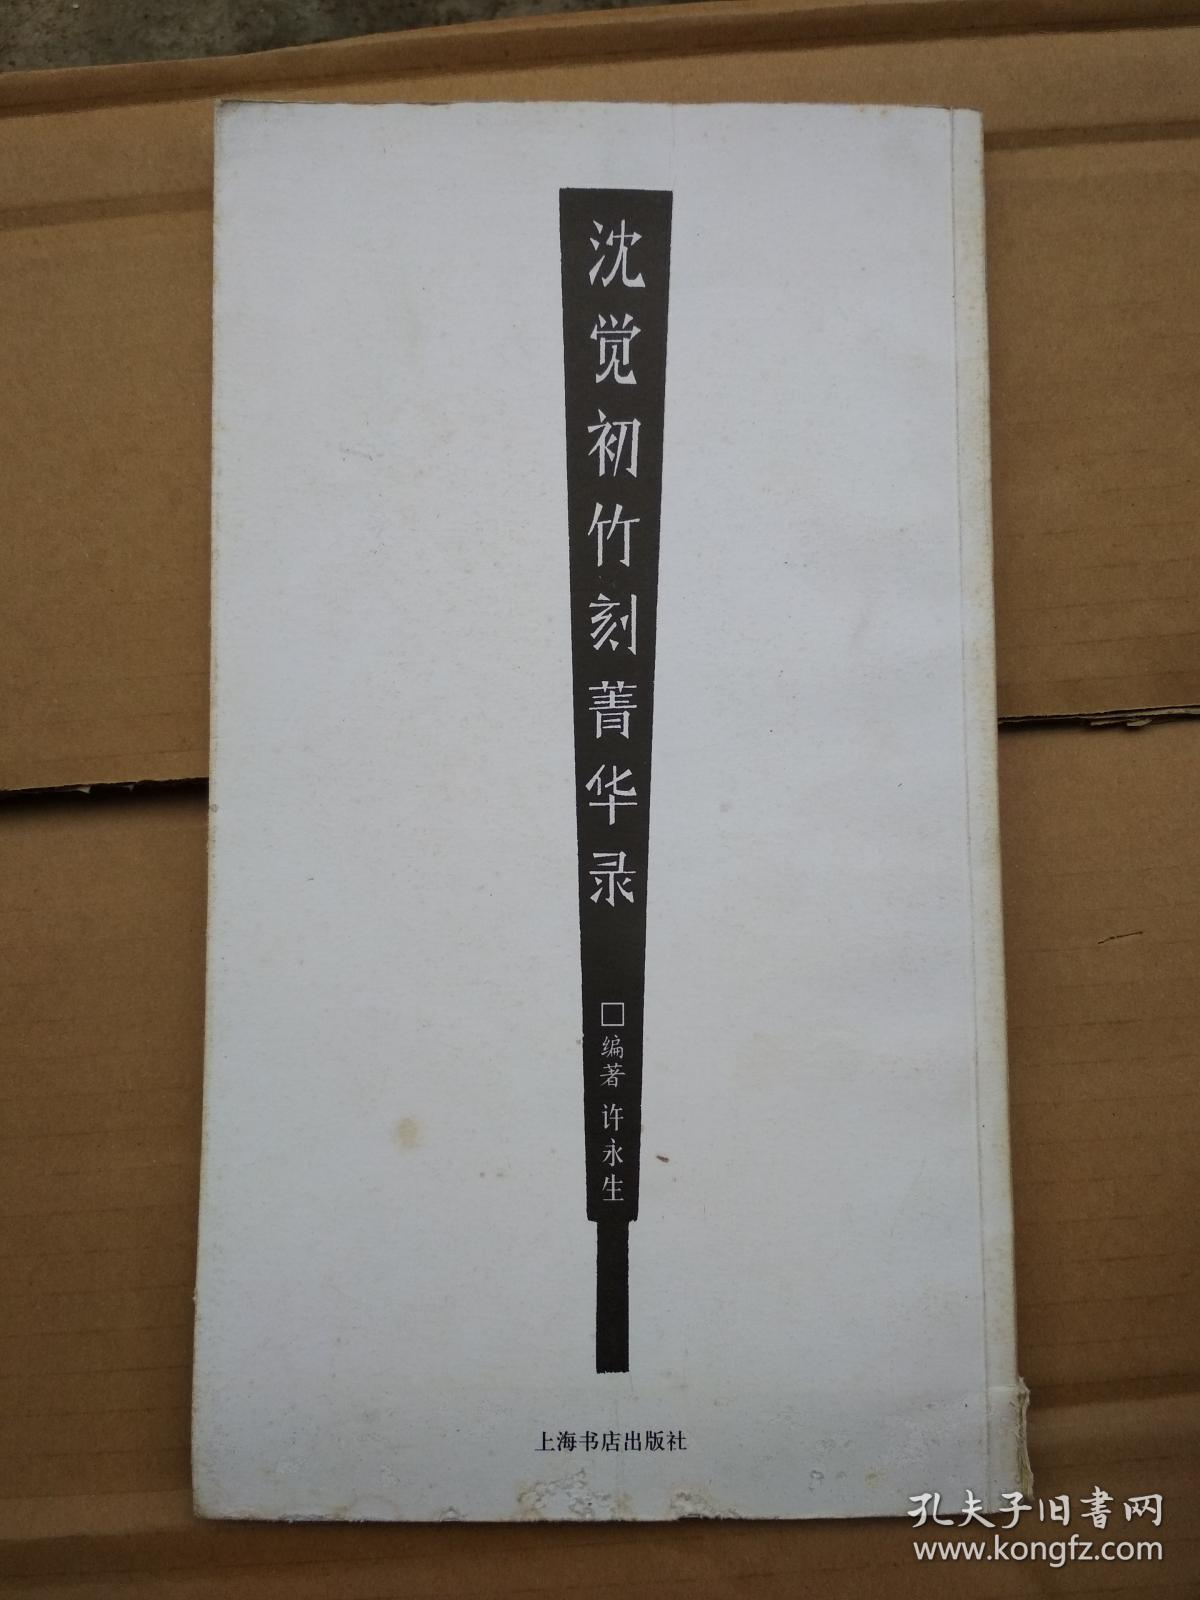 沈觉初竹刻菁华录
□编著 许永生
上海书店出版社
孔夫子旧书网
www.kongfz.com